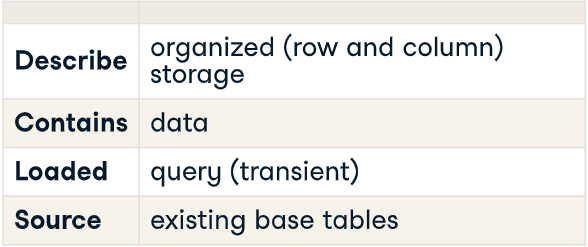 Describe organized (row and column)
storage
Contains data
Loaded query (transient)
Source existing base tables